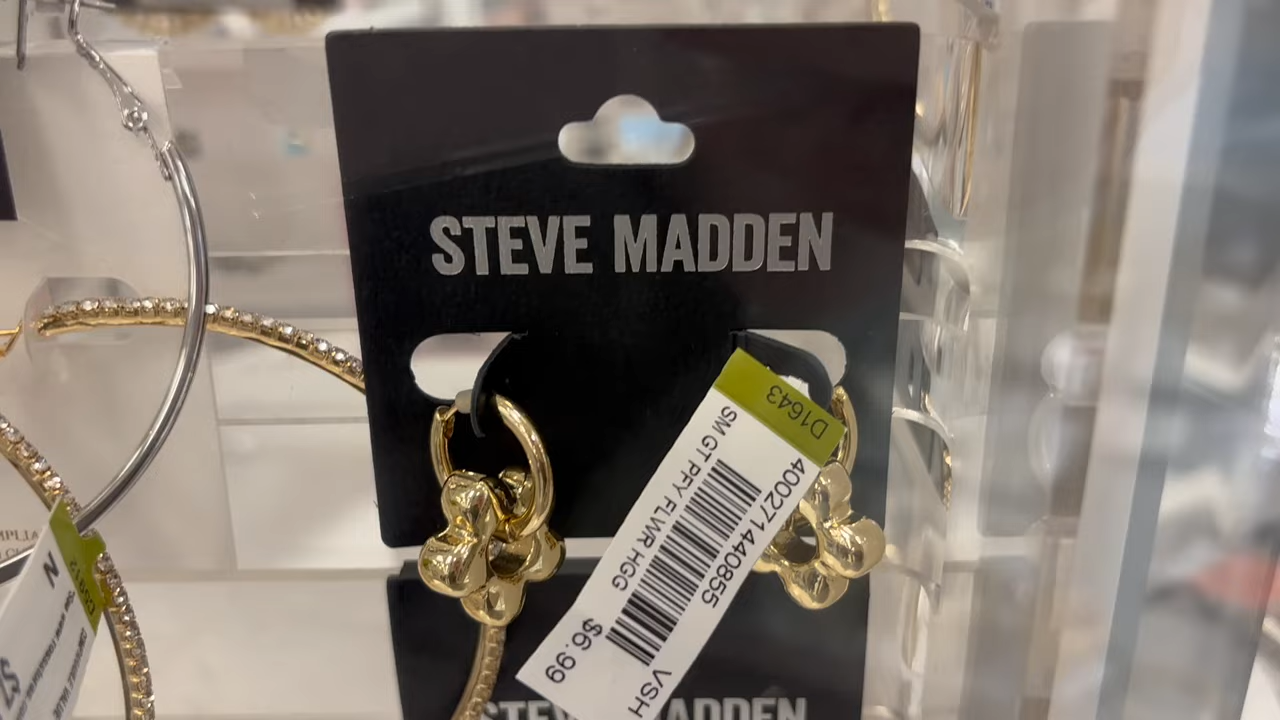 STEVE MADDEN
D1643
SM GT PFY FLWR HGG
400271440855
$6.99
VSH
STEVE MADDEN
N